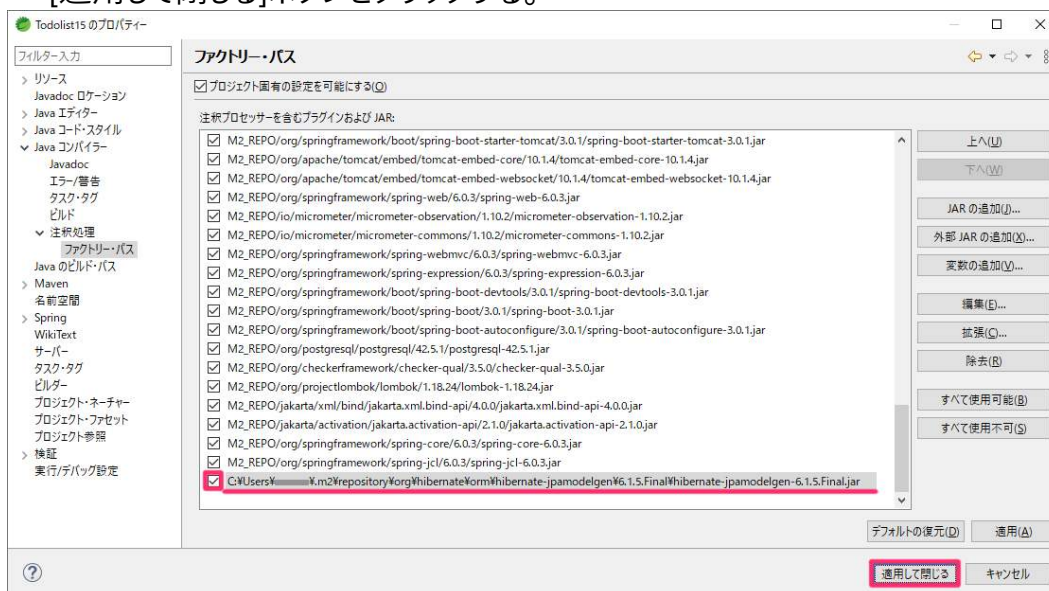 [適用して閉じる]ボタンをクリックする。
Todolist15 のプロパティー
フィルター入力
リソース
Javadoc ロケーション
Java エディター
Java コード・スタイル
Java コンパイラー
Javadoc
エラー/警告
タスク・タグ
ビルド
注釈処理
ファクトリー・パス
Java のビルド・パス
Maven
名前空間
Spring
WikiText
サーバー
タスク・タグ
ビルダー
プロジェクト・ネーチャー
プロジェクト・ファセット
プロジェクト参照
検証
実行/デバッグ設定
ファクトリー・パス
プロジェクト固有の設定を可能にする(O)
注釈プロセッサーを含むプラグインおよび JAR:
M2_REPO/org/springframework/boot/spring-boot-starter-tomcat/3.0.1/spring-boot-starter-tomcat-3.0.1.jar
M2_REPO/org/apache/tomcat/embed/tomcat-embed-core/10.1.4/tomcat-embed-core-10.1.4.jar
M2_REPO/org/apache/tomcat/embed/tomcat-embed-websocket/10.1.4/tomcat-embed-websocket-10.1.4.jar
M2_REPO/org/springframework/spring-web/6.0.3/spring-web-6.0.3.jar
M2_REPO/io/micrometer/micrometer-observation/1.10.2/micrometer-observation-1.10.2.jar
M2_REPO/io/micrometer/micrometer-commons/1.10.2/micrometer-commons-1.10.2.jar
M2_REPO/org/springframework/spring-webmvc/6.0.3/spring-webmvc-6.0.3.jar
M2_REPO/org/springframework/spring-expression/6.0.3/spring-expression-6.0.3.jar
M2_REPO/org/springframework/boot/spring-boot-devtools/3.0.1/spring-boot-devtools-3.0.1.jar
M2_REPO/org/springframework/boot/spring-boot/3.0.1/spring-boot-3.0.1.jar
M2_REPO/org/springframework/boot/spring-boot-autoconfigure/3.0.1/spring-boot-autoconfigure-3.0.1.jar
M2_REPO/org/postgresql/postgresql/42.5.1/postgresql-42.5.1.jar
M2_REPO/org/checkerframework/checker-qual/3.5.0/checker-qual-3.5.0.jar
M2_REPO/org/projectlombok/lombok/1.18.24/lombok-1.18.24.jar
M2_REPO/jakarta/xml/bind/jakarta.xml.bind-api/4.0.0/jakarta.xml.bind-api-4.0.0.jar
M2_REPO/jakarta/activation/jakarta.activation-api/2.1.0/jakarta.activation-api-2.1.0.jar
M2_REPO/org/springframework/spring-core/6.0.3/spring-core-6.0.3.jar
M2_REPO/org/springframework/spring-jcl/6.0.3/spring-jcl-6.0.3.jar
C:¥Users¥ ¥.m2¥repository¥org¥hibernate¥orm¥hibernate-jpamodelgen¥6.1.5.Final¥hibernate-jpamodelgen-6.1.5.Final.jar
上へ(U)
下へ(W)
JAR の追加(J)...
外部 JAR の追加(X)...
変数の追加(V)...
編集(E)...
拡張(C)...
除去(R)
すべて使用可能(B)
すべて使用不可(S)
デフォルトの復元(D)
適用(A)
適用して閉じる
キャンセル